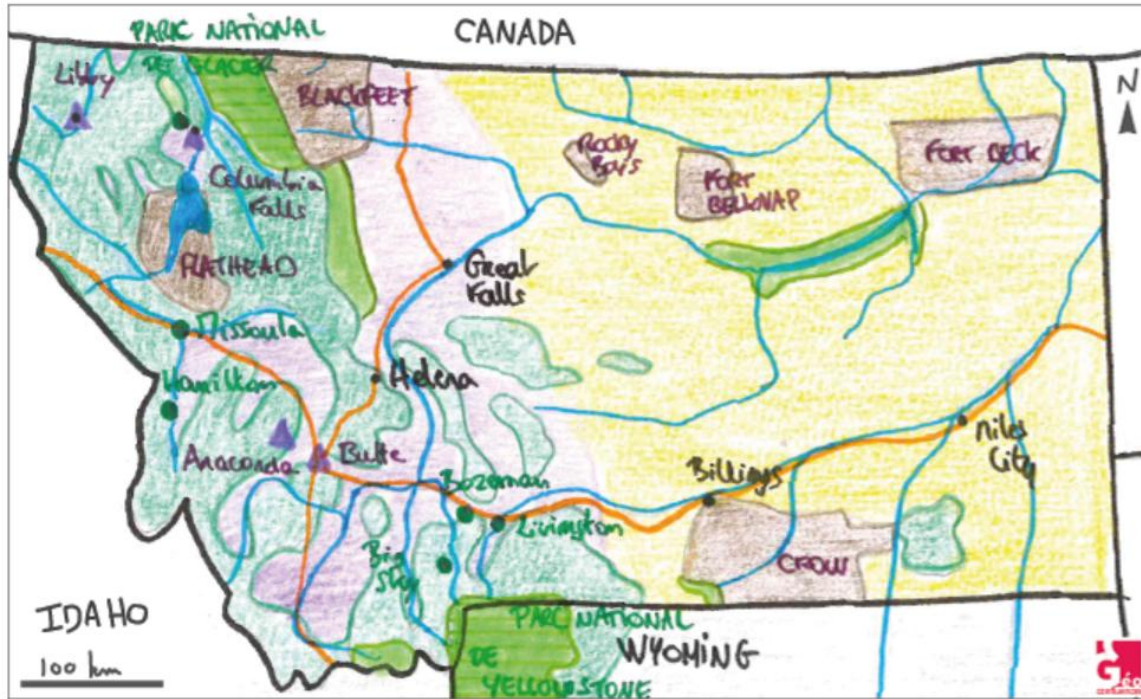 PARC NATIONAL
DE GLACIER
CANADA
N
Libby
BLACKFEET
Rocky
Boy's
FORT
BELKNAP
FORT PECK
Columbia
Falls
FLATHEAD
Great
Falls
Missoula
Hamilton
Helena
Anaconda
Butte
Bozeman
Livingston
Big
Sky
Billings
Miles
City
CROW
IDAHO
100 km
PARC NATIONAL
DE
YELLOWSTONE
WYOMING
Géo
confluences